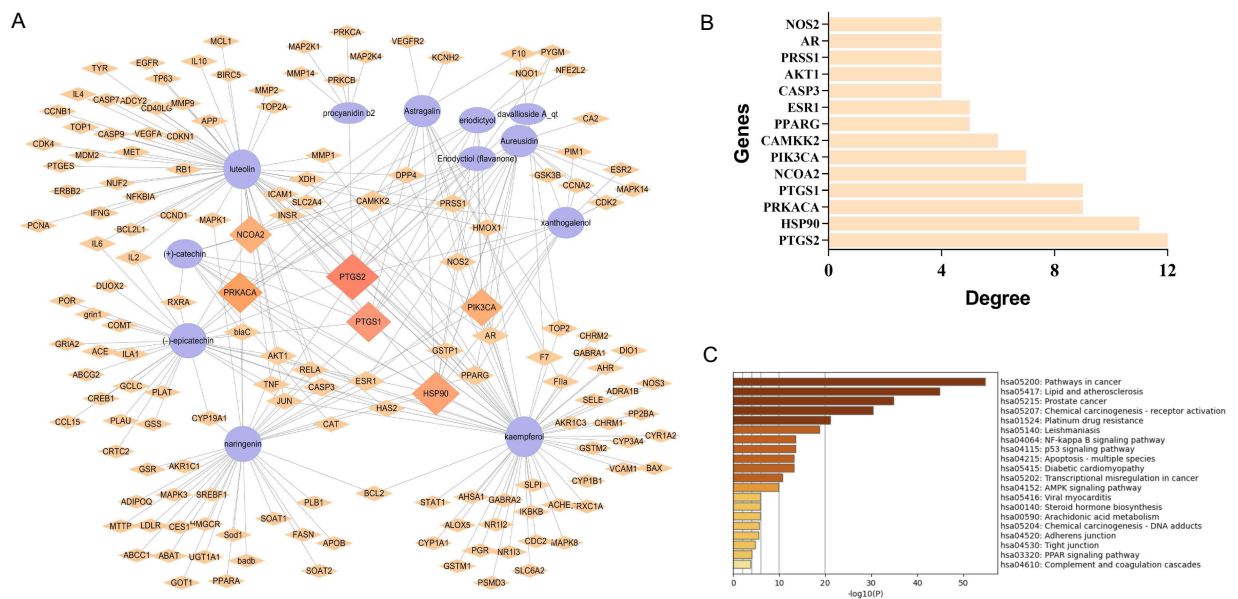 A
MCL1
PRKCA
VEGFR2
F10
PYGM
EGFR
IL10
MAP2K1
MAP2K4
KCNH2
TYR
TP63
BIRC5
NQO1
NFE2L2
MMP14
PRKCB
IL4
CASP7
ADCY2
MMP9
MMP2
CD40LG
TOP2A
procyanidin b2
Astragalin
eriodictyol
davallioside A_qt
CCNB1
APP
CA2
TOP1
CASP9
VEGFA
CDKN1
Aureusidin
CDK4
MDM2
MET
MMP1
Eriodyctiol (flavanone)
PIM1
ESR2
PTGES
RB1
luteolin
XDH
DPP4
GSK3B
CCNA2
MAPK14
ERBB2
NUF2
NFKBIA
ICAM1
SLC2A4
CAMKK2
PRSS1
CDK2
PCNA
IFNG
CCND1
MAPK1
INSR
xanthogalenol
BCL2L1
NCOA2
HMOX1
IL6
IL2
(+)-catechin
NOS2
DUOX2
PTGS2
POR
RXRA
PRKACA
PIK3CA
grin1
COMT
blaC
PTGS1
AR
TOP2
CHRM2
GRIA2
ACE
ILA1
(-)-epicatechin
AKT1
GSTP1
F7
GABRA1
DIO1
ABCG2
RELA
AHR
NOS3
GCLC
PLAT
TNF
CASP3
ESR1
PPARG
FIIa
ADRA1B
CREB1
JUN
HSP90
SELE
CCL15
PLAU
GSS
CYP19A1
HAS2
AKR1C3
CHRM1
PP2BA
CAT
CYR1A2
CRTC2
naringenin
kaempferol
GSTM2
CYP3A4
GSR
AKR1C1
VCAM1
BAX
ADIPOQ
MAPK3
SREBF1
PLB1
BCL2
STAT1
AHSA1
SLPI
CYP1B1
GABRA2
IKBKB
ACHE
TRXC1A
MTTP
LDLR
CES1
HMGCR
SOAT1
ALOX5
NR1I2
Sod1
FASN
CYP1A1
CDC2
MAPK8
ABCC1
ABAT
UGT1A1
badb
APOB
PGR
NR1I3
GOT1
PPARA
SOAT2
GSTM1
PSMD3
SLC6A2
B
Genes
NOS2
AR
PRSS1
AKT1
CASP3
ESR1
PPARG
CAMKK2
PIK3CA
NCOA2
PTGS1
PRKACA
HSP90
PTGS2
0 4 8 12
Degree
C
hsa05200: Pathways in cancer
hsa05417: Lipid and atherosclerosis
hsa05215: Prostate cancer
hsa05207: Chemical carcinogenesis - receptor activation
hsa01524: Platinum drug resistance
hsa05140: Leishmaniasis
hsa04064: NF-kappa B signaling pathway
hsa04115: p53 signaling pathway
hsa04215: Apoptosis - multiple species
hsa05415: Diabetic cardiomyopathy
hsa05202: Transcriptional misregulation in cancer
hsa04152: AMPK signaling pathway
hsa05416: Viral myocarditis
hsa00140: Steroid hormone biosynthesis
hsa00590: Arachidonic acid metabolism
hsa05204: Chemical carcinogenesis - DNA adducts
hsa04520: Adherens junction
hsa04530: Tight junction
hsa03320: PPAR signaling pathway
hsa04610: Complement and coagulation cascades
0 10 20 30 40 50
-log10(P)